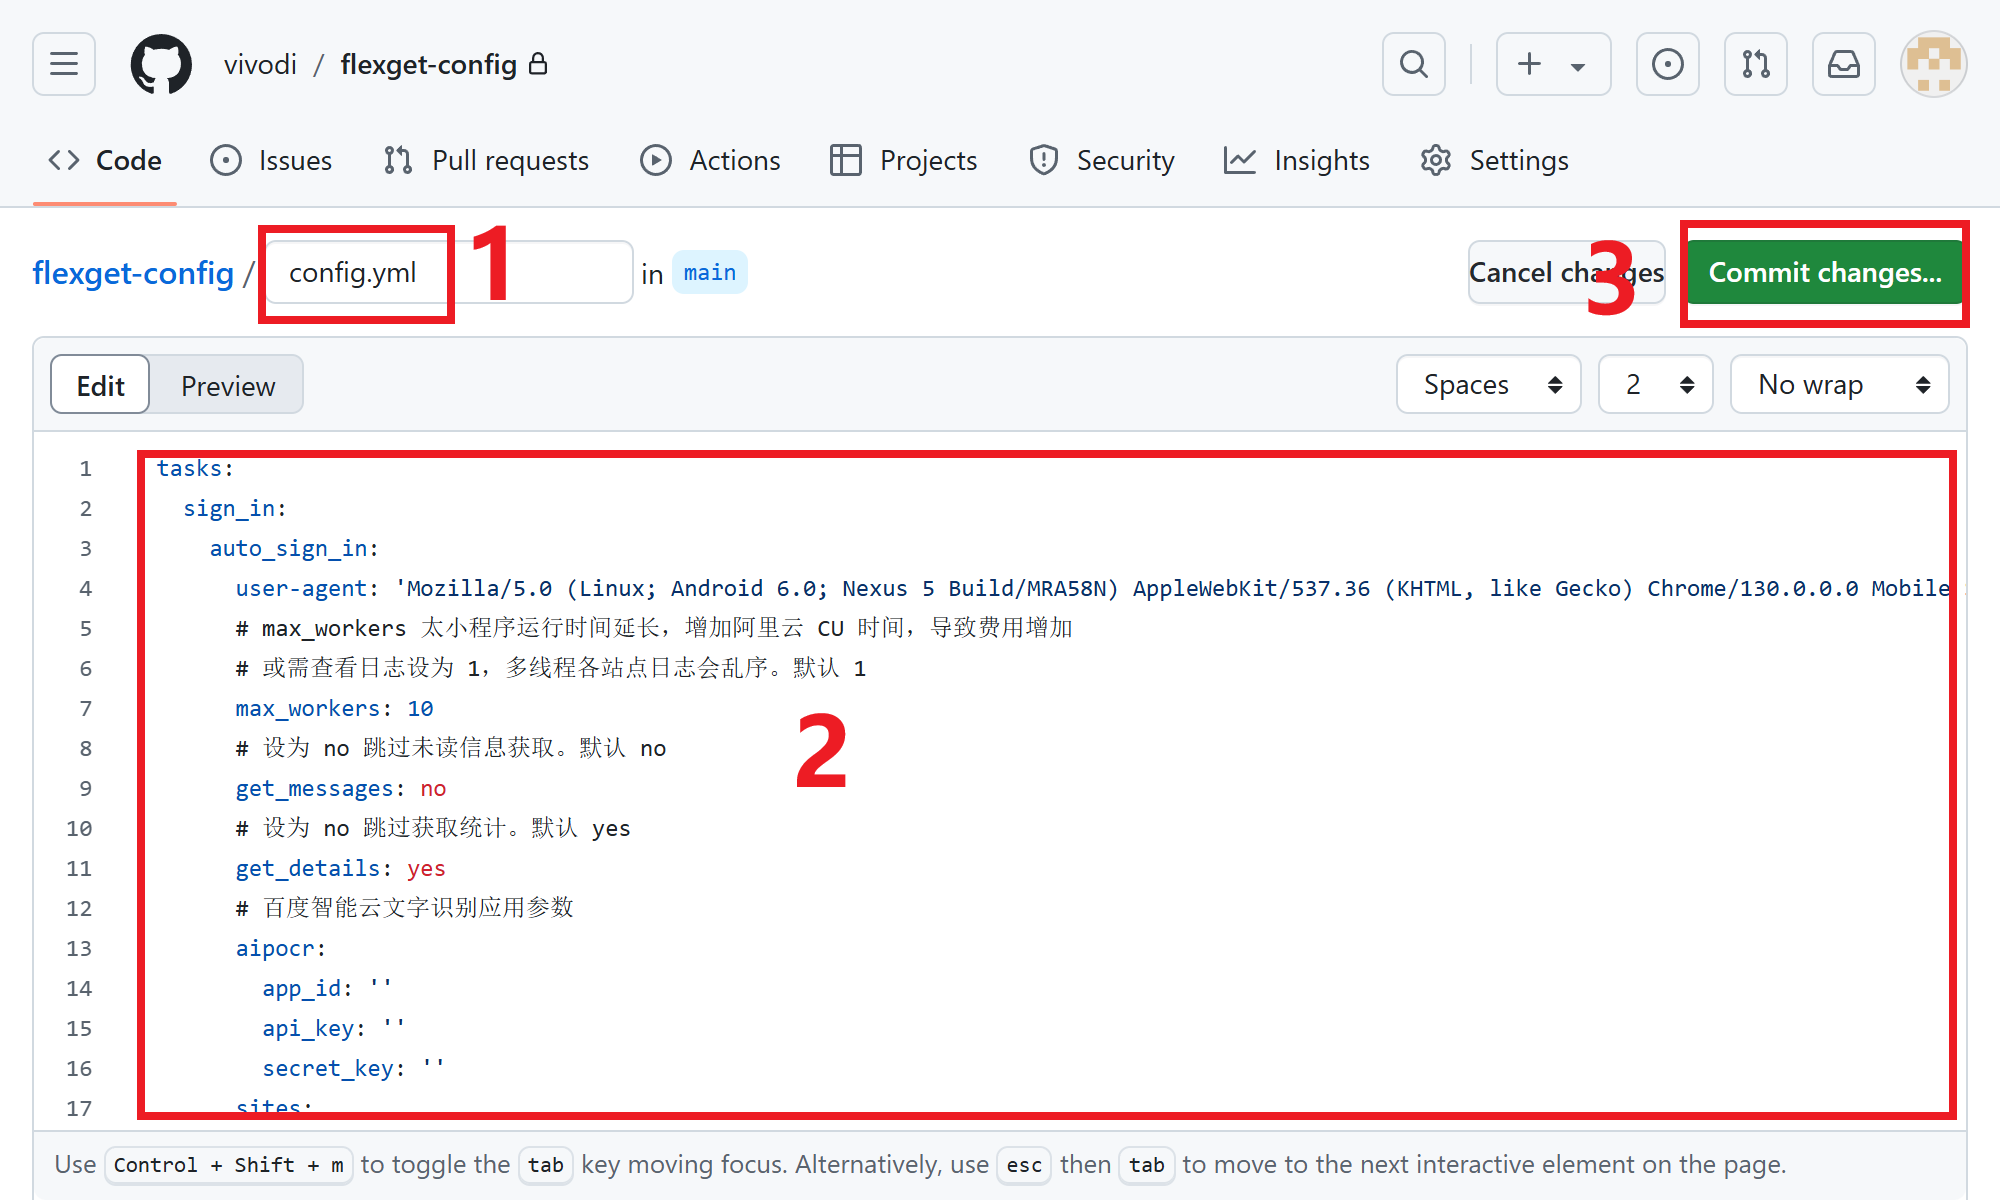 vivodi / flexget-config
Code Issues Pull requests Actions Projects Security Insights Settings
flexget-config / config.yml 1 in main Cancel changes 3 Commit changes...
Edit Preview Spaces 2 No wrap
1 tasks:
2 sign_in:
3 auto_sign_in:
4 user-agent: 'Mozilla/5.0 (Linux; Android 6.0; Nexus 5 Build/MRA58N) AppleWebKit/537.36 (KHTML, like Gecko) Chrome/130.0.0.0 Mobile
5 # max_workers 太小程序运行时间延长，增加阿里云 CU 时间，导致费用增加
6 # 或需查看日志设为 1，多线程各站点日志会乱序。默认 1
7 max_workers: 10
8 # 设为 no 跳过未读信息获取。默认 no
2
9 get_messages: no
10 # 设为 no 跳过获取统计。默认 yes
11 get_details: yes
12 # 百度智能云文字识别应用参数
13 aipocr:
14 app_id: ''
15 api_key: ''
16 secret_key: ''
17 sites:
Use Control + Shift + m to toggle the tab key moving focus. Alternatively, use esc then tab to move to the next interactive element on the page.